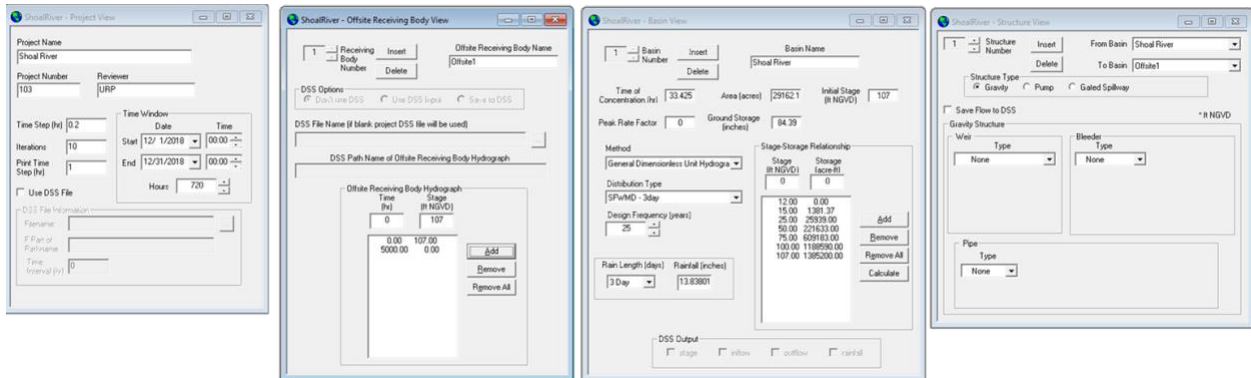 ShoalRiver - Project View
Project Name
Shoal River
Project Number Reviewer
103 URP
Time Step (hr) 0.2
Iterations 10
Print Time Step (hr) 1
Use DSS File
Time Window
Date Time
Start 12/ 1/2018 00:00
End 12/31/2018 00:00
Hours 720
DSS File Information
Filename
F Part of Pathname
Time Interval (hr) 0
ShoalRiver - Offsite Receiving Body View
1 Receiving Body Number Insert Delete
Offsite Receiving Body Name
Offsite1
DSS Options
Don't use DSS Use DSS Input Save to DSS
DSS File Name (if blank project DSS file will be used)
DSS Path Name of Offsite Receiving Body Hydrograph
Offsite Receiving Body Hydrograph
Time (hr) Stage (ft NGVD)
0 107
0.00 107.00
5000.00 0.00
Add
Remove
Remove All
ShoalRiver - Basin View
1 Basin Number Insert Delete
Basin Name
Shoal River
Time of Concentration (hr) 33.425 Area (acres) 29162.1 Initial Stage (ft NGVD) 107
Peak Rate Factor 0 Ground Storage (inches) 84.39
Method
General Dimensionless Unit Hydrogra
Distribution Type
SFWMD - 3day
Design Frequency (years)
25
Rain Length (days) Rainfall (inches)
3 Day 13.83801
Stage-Storage Relationship
Stage (ft NGVD) Storage (acre-ft)
0 0
12.00 0.00
15.00 1381.37
25.00 25939.00
50.00 221633.00
75.00 609183.00
100.00 1188590.00
107.00 1385200.00
Add
Remove
Remove All
Calculate
DSS Output
stage inflow outflow rainfall
ShoalRiver - Structure View
1 Structure Number Insert Delete
From Basin Shoal River
To Basin Offsite1
Structure Type
Gravity Pump Gated Spillway
Save Flow to DSS
* ft NGVD
Gravity Structure
Weir
Type
None
Bleeder
Type
None
Pipe
Type
None